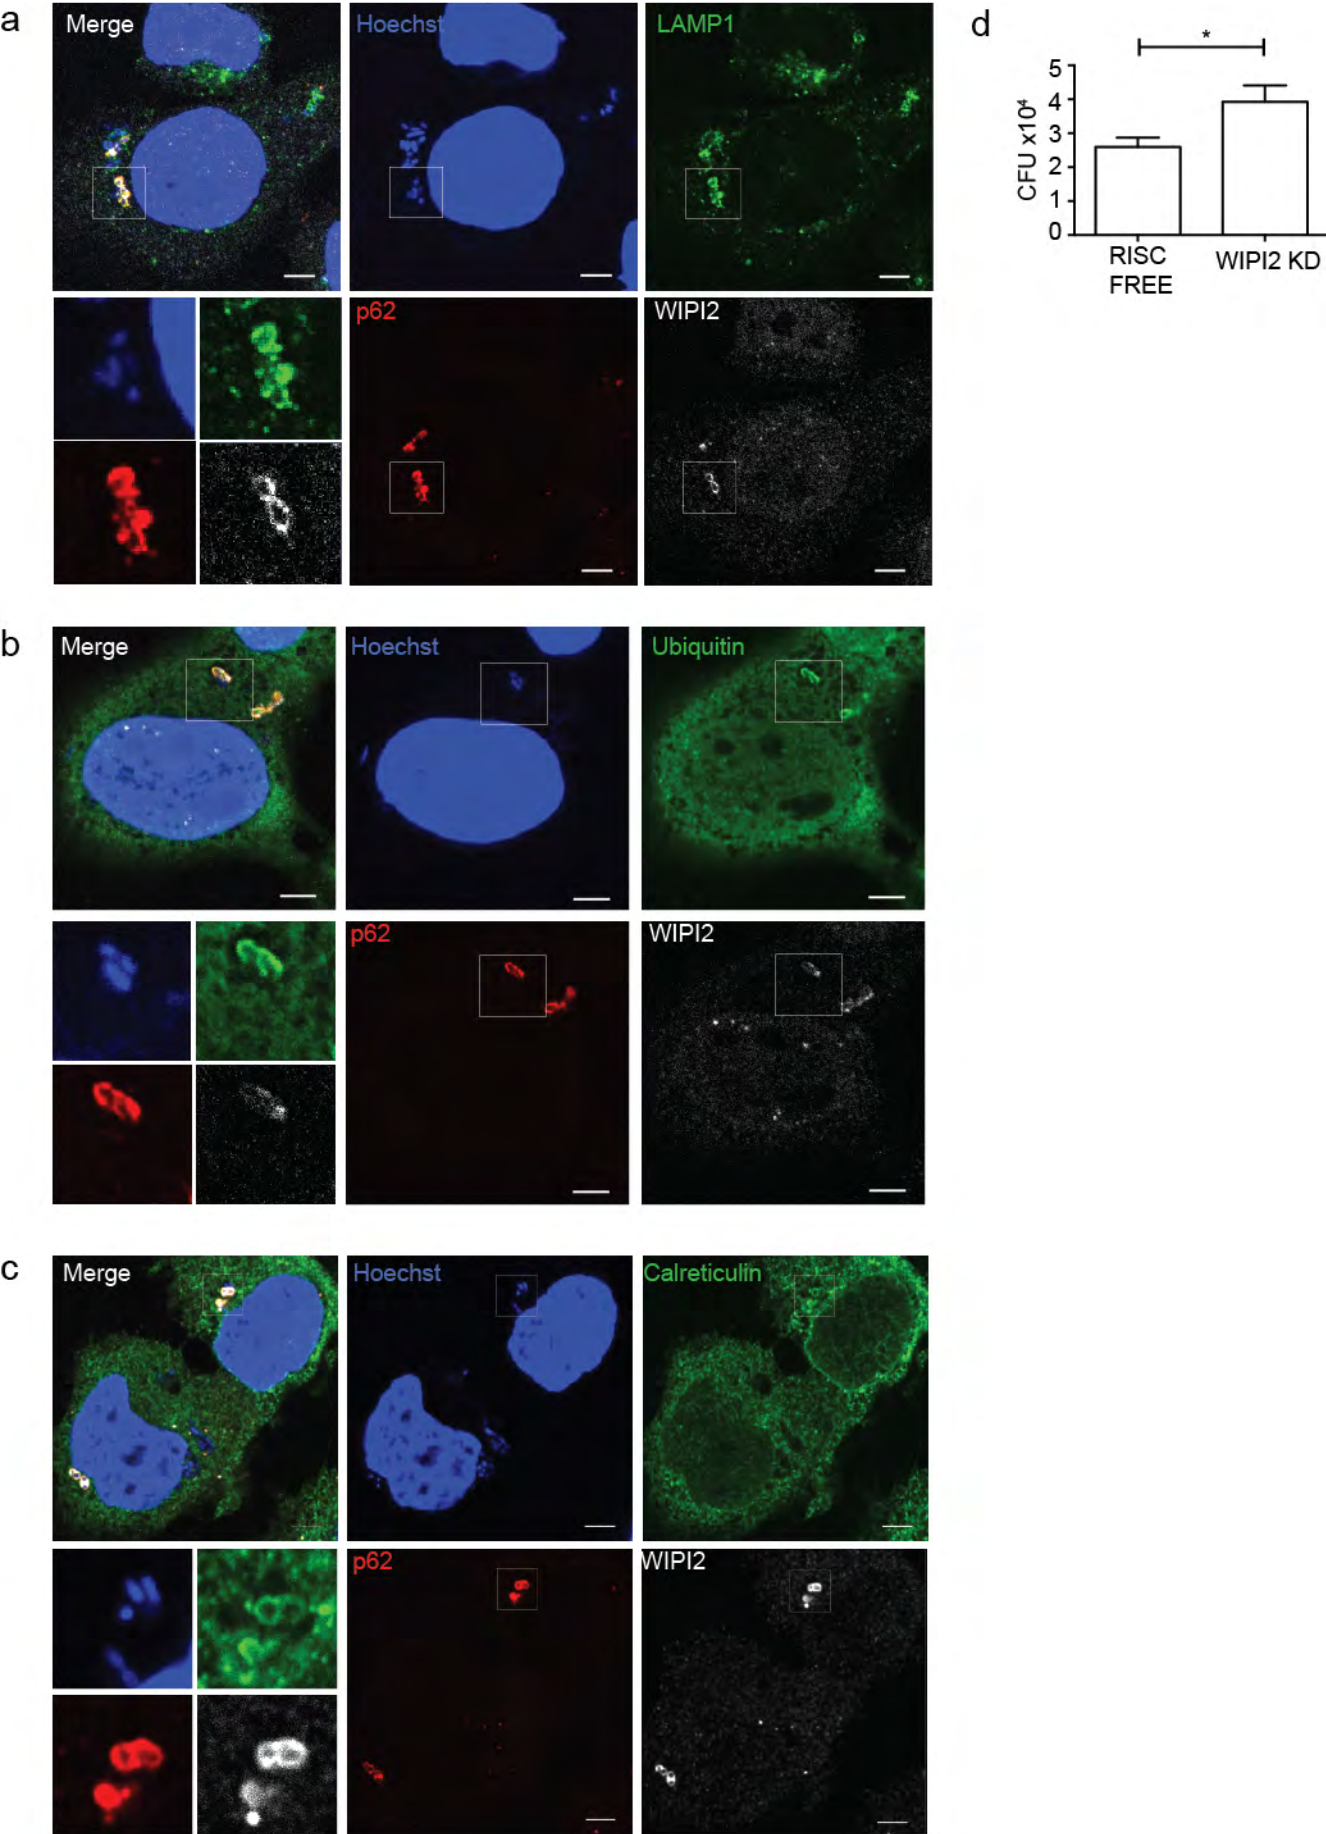 a
Merge
Hoechst
LAMP1
p62
WIPI2
d
*
CFU x10⁴
5
4
3
2
1
0
RISC
FREE
WIPI2 KD
b
Merge
Hoechst
Ubiquitin
p62
WIPI2
c
Merge
Hoechst
Calreticulin
p62
WIPI2